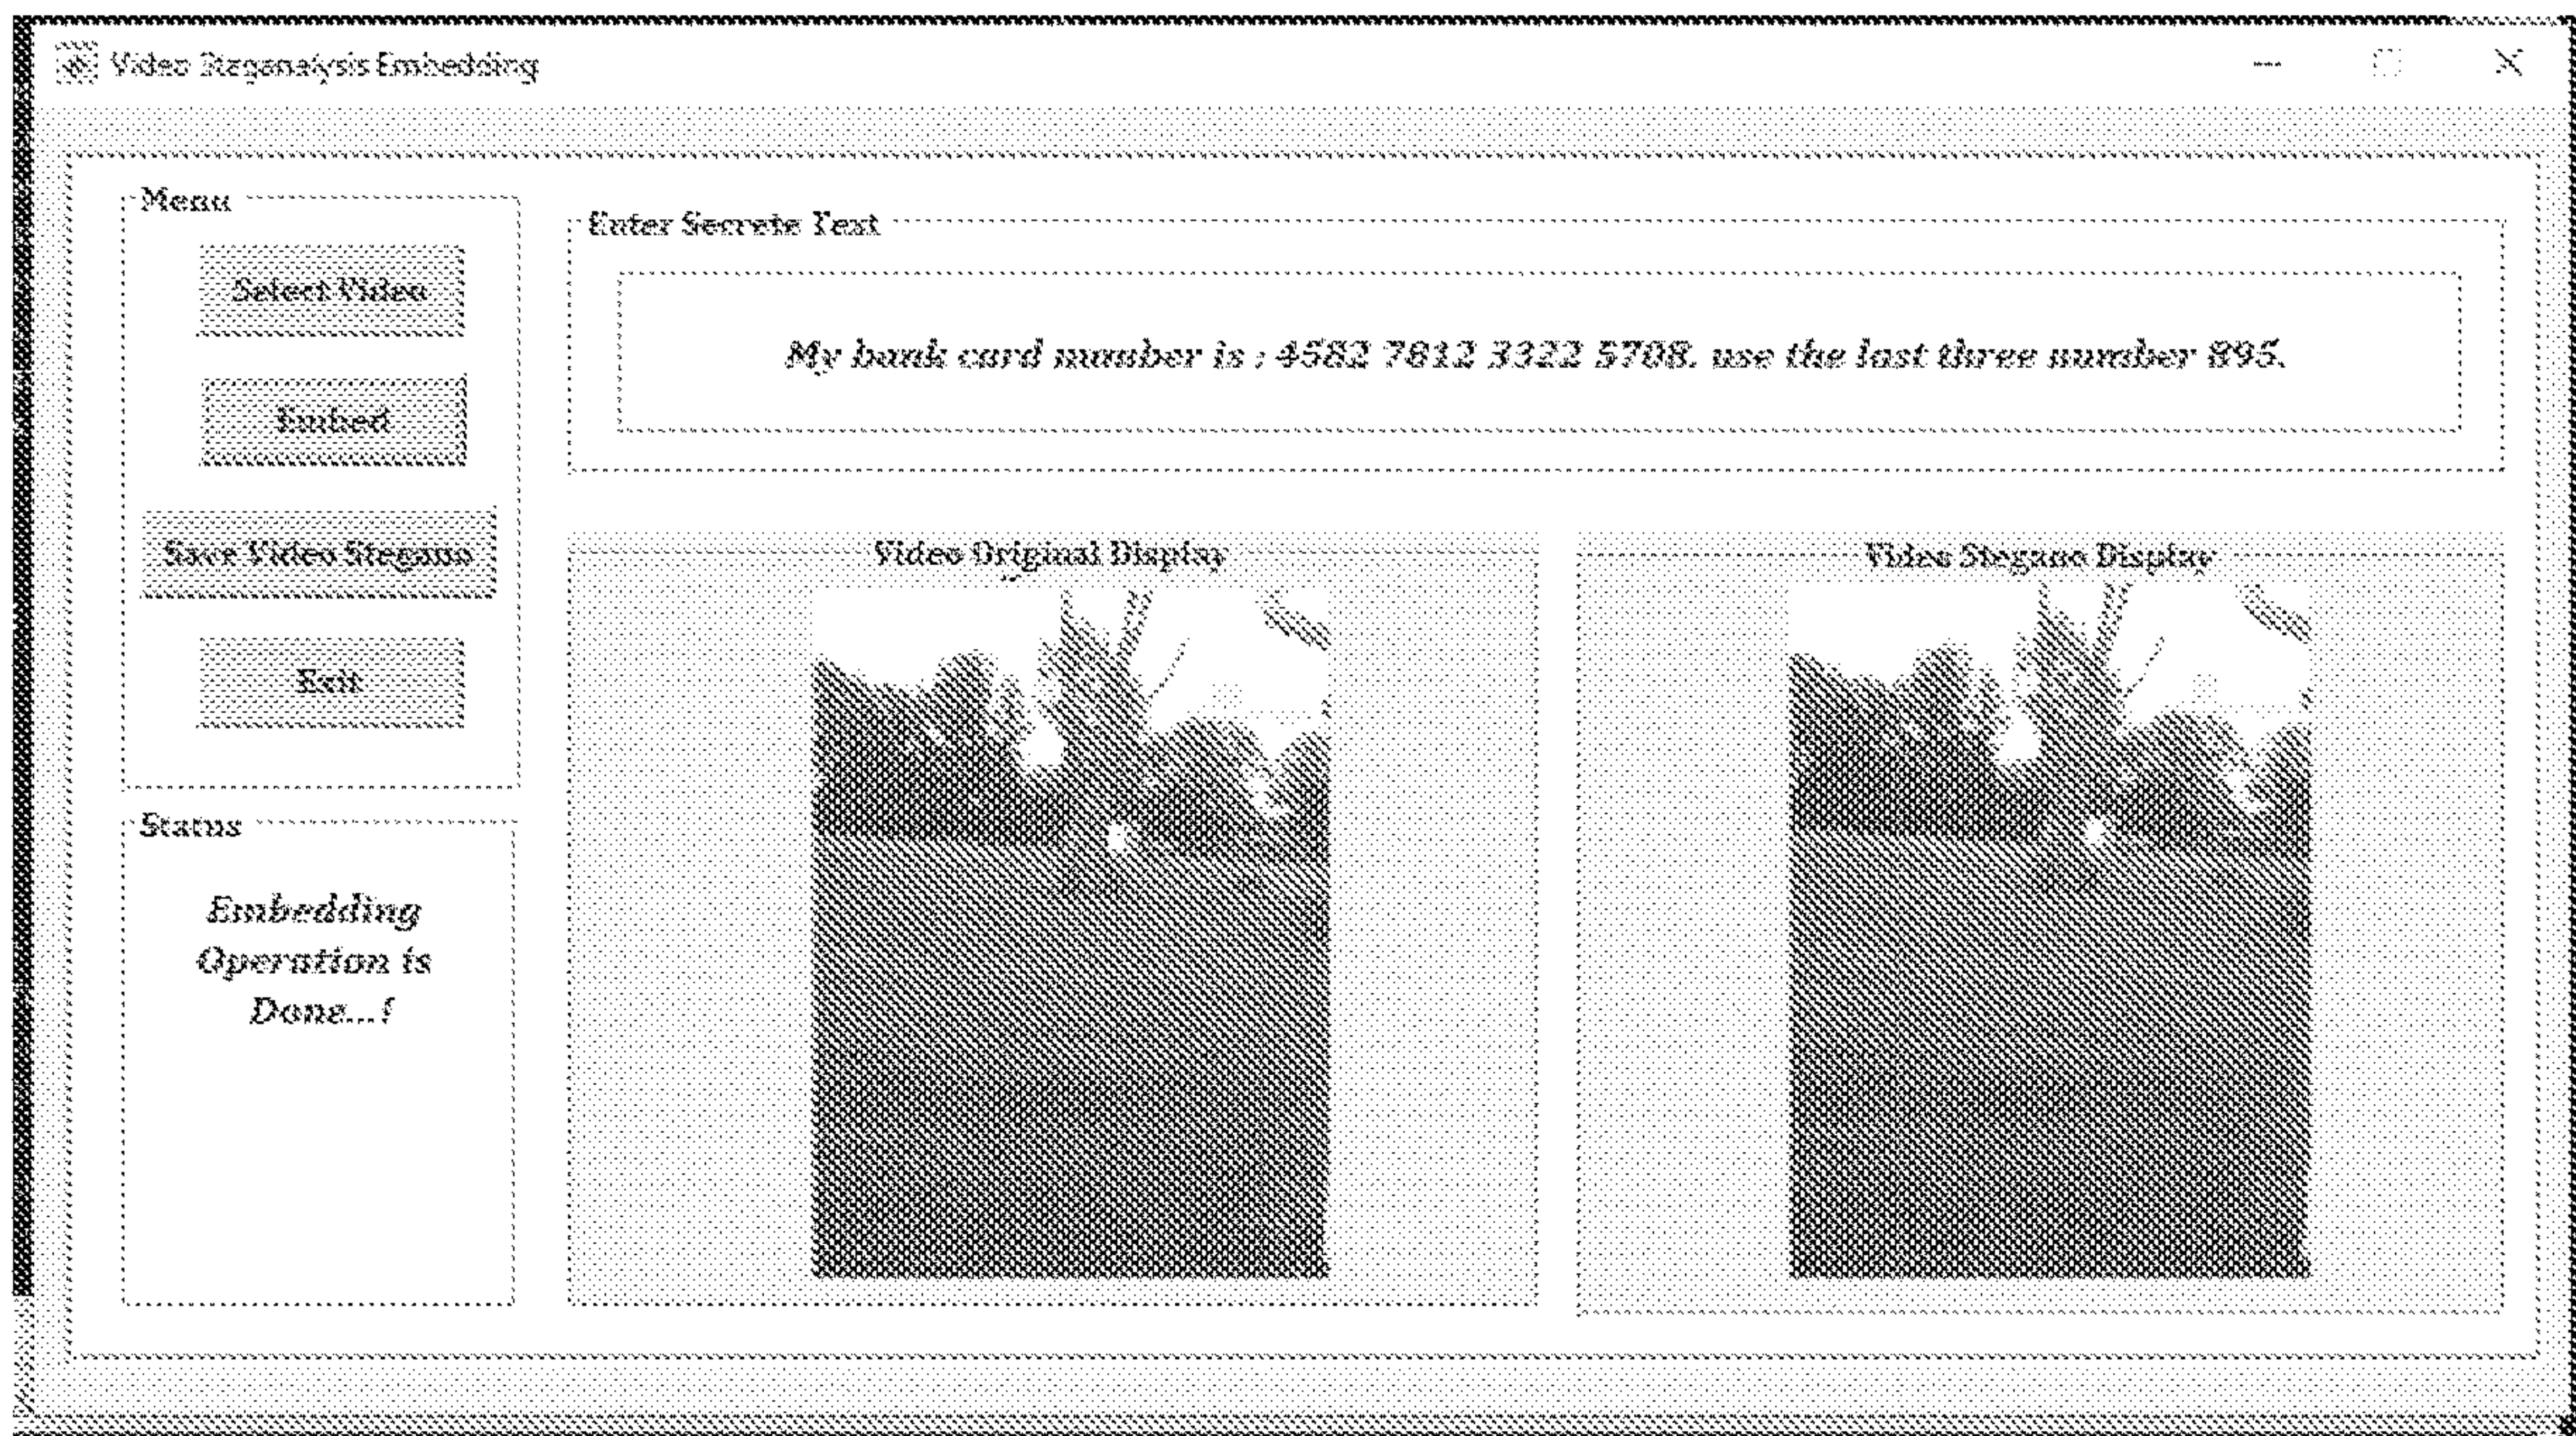 Video Steganalysis Embedding
Menu
Select Video
Embed
Save Video Stegano
Exit
Status
Embedding
Operation is
Done...!
Enter Secrete Text
My bank card number is ; 4582 7812 3322 5708. use the last three number 895.
Video Original Display
Video Stegano Display